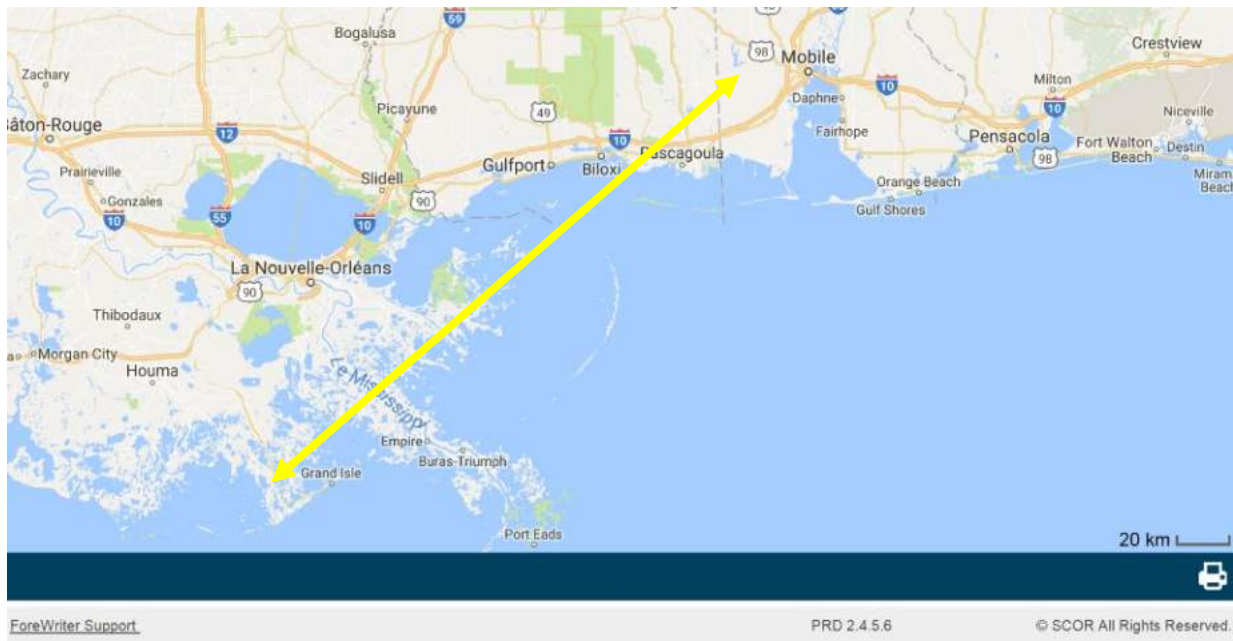 59
Bogalusa
98
Mobile
Crestview
Zachary
Picayune
49
10
Milton
10
Niceville
Bâton-Rouge
12
Daphne
Fairhope
Pensacola
98
Fort Walton
Beach
Destin
Miram
Beach
Prairieville
Gonzales
Slidell
90
Gulfport
Biloxi
10
Pascagoula
Orange Beach
Gulf Shores
10
55
10
La Nouvelle-Orléans
90
Thibodaux
Morgan City
Houma
Le Mississippi
Empire
Buras-Triumph
Grand Isle
Port Eads
20 km
ForeWriter Support
PRD 2.4.5.6
© SCOR All Rights Reserved.